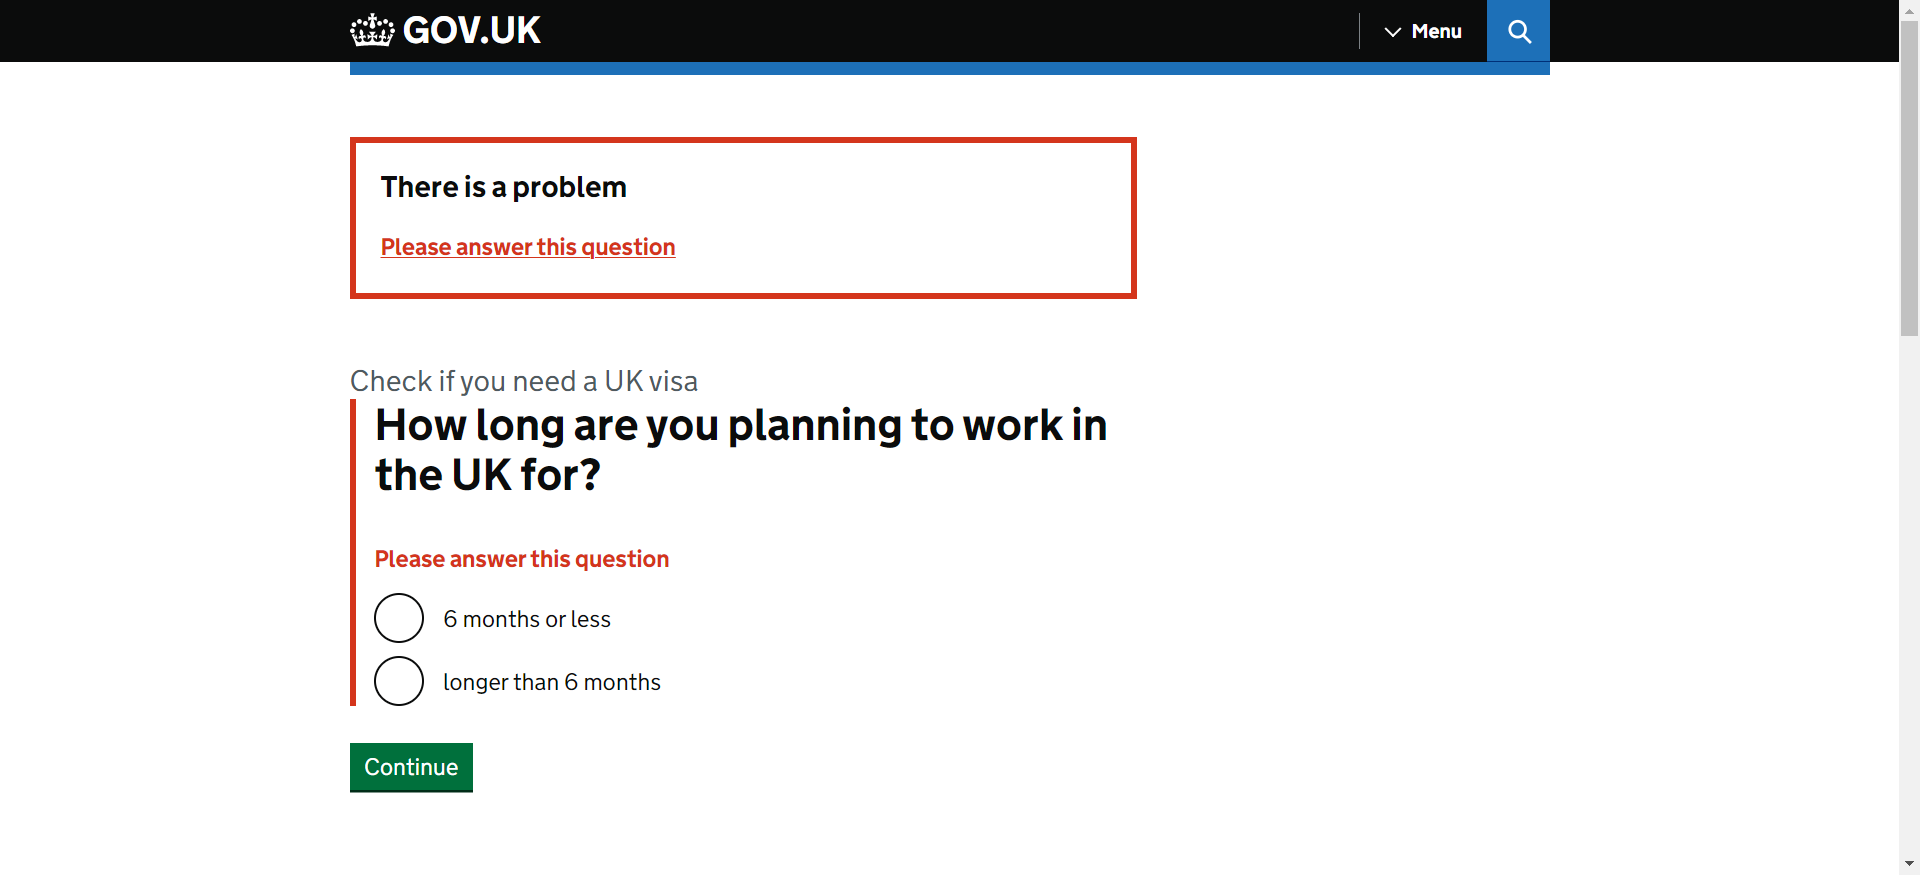 GOV.UK
Menu
There is a problem
Please answer this question
Check if you need a UK visa
How long are you planning to work in
the UK for?
Please answer this question
6 months or less
longer than 6 months
Continue